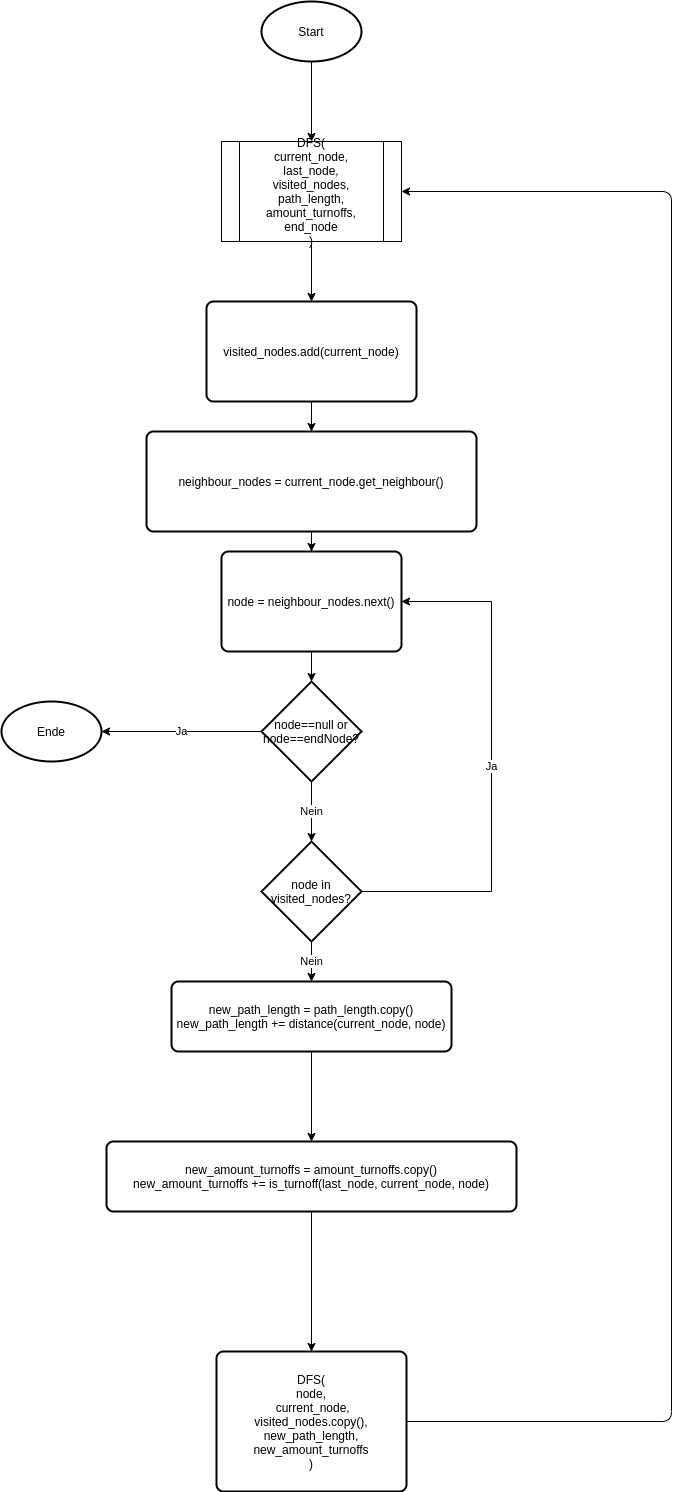 Start
DFS(
current_node,
last_node,
visited_nodes,
path_length,
amount_turnoffs,
end_node
)
visited_nodes.add(current_node)
neighbour_nodes = current_node.get_neighbour()
node = neighbour_nodes.next()
node==null or
node==endNode?
Ja
Ende
Nein
Ja
node in
visited_nodes?
Nein
new_path_length = path_length.copy()
new_path_length += distance(current_node, node)
new_amount_turnoffs = amount_turnoffs.copy()
new_amount_turnoffs += is_turnoff(last_node, current_node, node)
DFS(
node,
current_node,
visited_nodes.copy(),
new_path_length,
new_amount_turnoffs
)